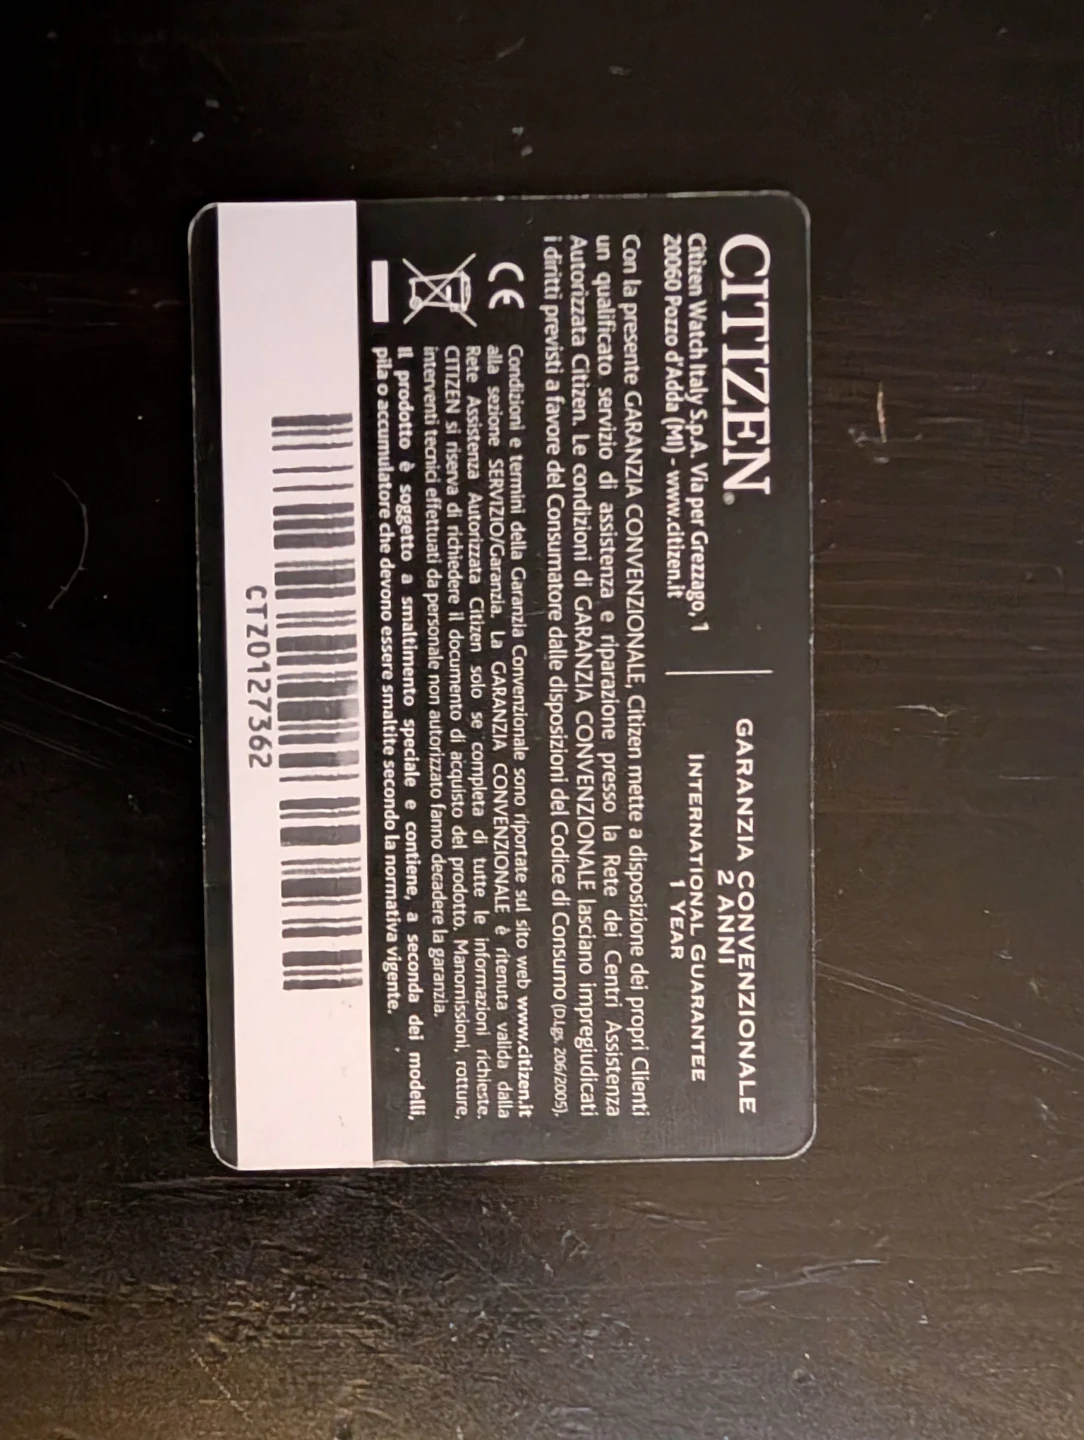 CITIZEN®
Citizen Watch Italy S.p.A. Via per Grezzago, 1
20060 Pozzo d'Adda (MI) - www.citizen.it
GARANZIA CONVENZIONALE
2 ANNI
INTERNATIONAL GUARANTEE
1 YEAR
Con la presente GARANZIA CONVENZIONALE, Citizen mette a disposizione dei propri Clienti
un qualificato servizio di assistenza e riparazione presso la Rete dei Centri Assistenza
Autorizzata Citizen. Le condizioni di GARANZIA CONVENZIONALE lasciano impregiudicati
i diritti previsti a favore del Consumatore dalle disposizioni del Codice di Consumo (D.Lgs. 206/2005).
CE
Condizioni e termini della Garanzia Convenzionale sono riportate sul sito web www.citizen.it
alla sezione SERVIZIO/Garanzia. La GARANZIA CONVENZIONALE è ritenuta valida dalla
Rete Assistenza Autorizzata Citizen solo se completa di tutte le informazioni richieste.
CITIZEN si riserva di richiedere il documento di acquisto del prodotto. Manomissioni, rotture,
interventi tecnici effettuati da personale non autorizzato fanno decadere la garanzia.
Il prodotto è soggetto a smaltimento speciale e contiene, a seconda dei modelli,
pila o accumulatore che devono essere smaltite secondo la normativa vigente.
CTZ0127362